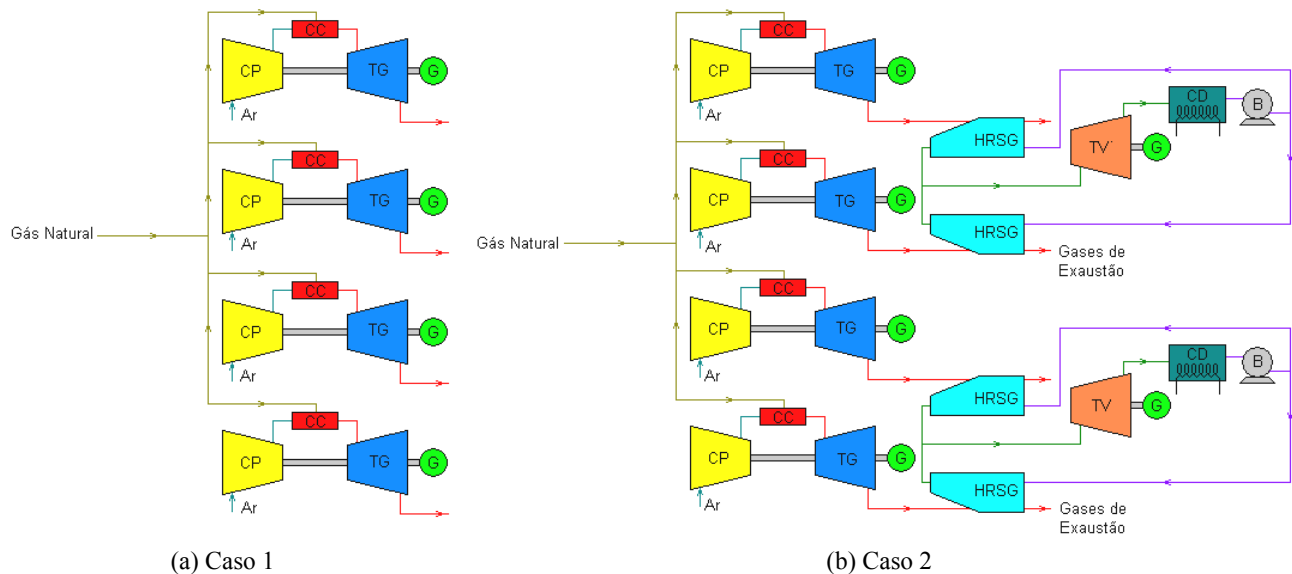 CC
CP
TG
G
Ar
CC
CP
TG
G
Ar
Gás Natural
CC
CP
TG
G
Ar
CC
CP
TG
G
Ar
(a) Caso 1
CC
CP
TG
G
Ar
HRSG
CD
B
TV'
G
CC
CP
TG
G
Ar
HRSG
Gases de
Exaustão
Gás Natural
CC
CP
TG
G
Ar
HRSG
CD
B
TV
G
CC
CP
TG
G
Ar
HRSG
Gases de
Exaustão
(b) Caso 2